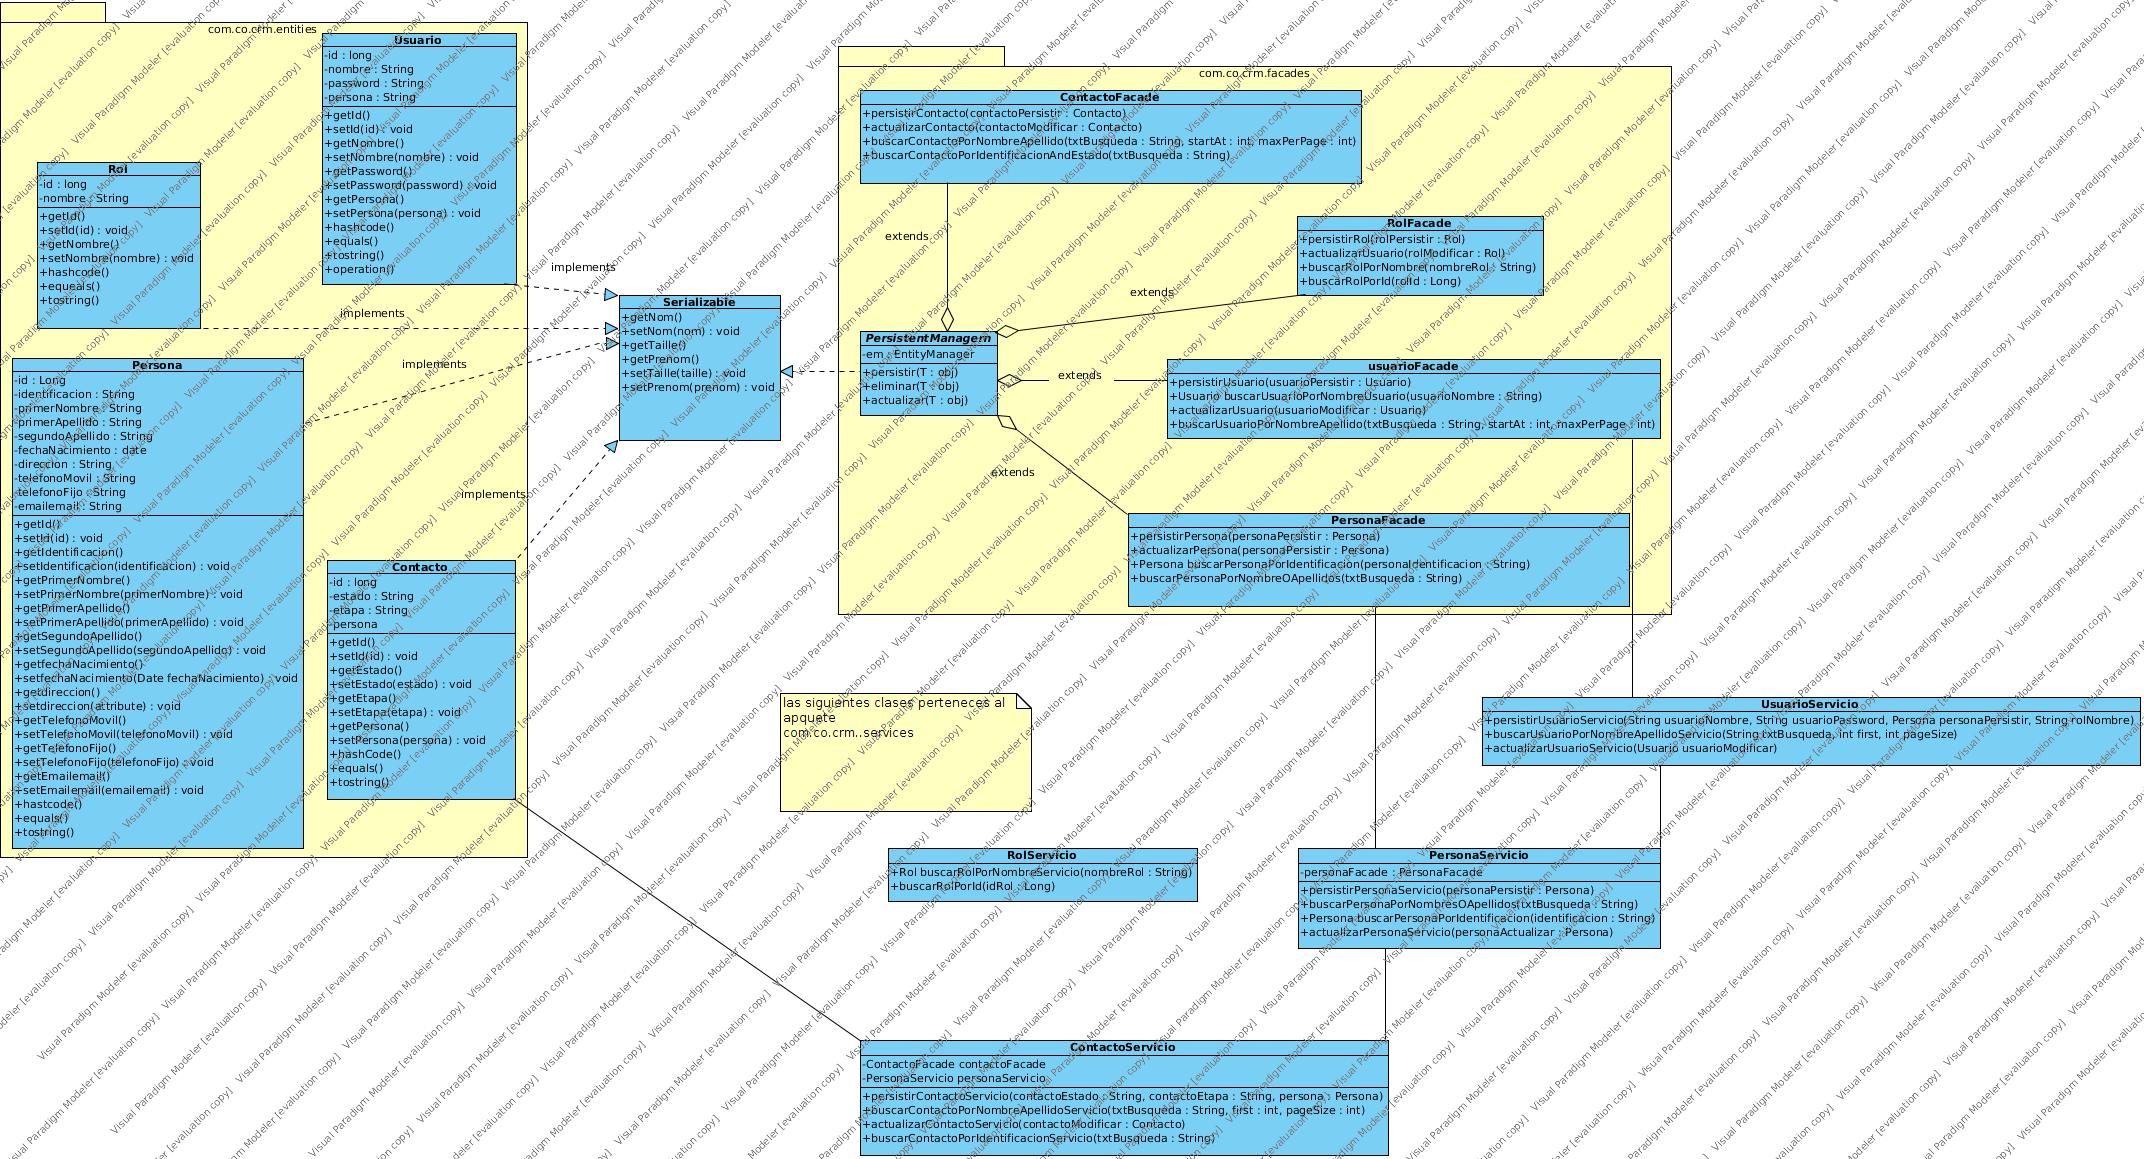 com.co.crm.entities
Usuario
-id : long
-nombre : String
-password : String
-persona : String
+getId()
+setId(id) : void
+getNombre()
+setNombre(nombre) : void
+getPassword()
+setPassword(password) : void
+getPersona()
+setPersona(persona) : void
+hashcode()
+equals()
+tostring()
+operation()
Rol
-id : long
-nombre : String
+getId()
+setId(id) : void
+getNombre()
+setNombre(nombre) : void
+hashcode()
+equeals()
+tostring()
implements
implements
implements
implements
Persona
-id : Long
-identificacion : String
-primerNombre : String
-primerApellido : String
-segundoApellido : String
-fechaNacimiento : date
-direccion : String
-telefonoMovil : String
-telefonoFijo : String
-emailemail : String
+getId()
+setId(id) : void
+getIdentificacion()
+setIdentificacion(identificacion) : void
+getPrimerNombre()
+setPrimerNombre(primerNombre) : void
+getPrimerApellido()
+setPrimerApellido(primerApellido) : void
+getSegundoApellido()
+setSegundoApellido(segundoApellido) : void
+getfechaNacimiento()
+setfechaNacimiento(Date fechaNacimiento) : void
+getdireccion()
+setdireccion(attribute) : void
+getTelefonoMovil()
+setTelefonoMovil(telefonoMovil) : void
+getTelefonoFijo()
+setTelefonoFijo(telefonoFijo) : void
+getEmailemail()
+setEmailemail(emailemail) : void
+hastcode()
+equals()
+tostring()
Contacto
-id : long
-estado : String
-etapa : String
-persona
+getId()
+setId(id) : void
+getEstado()
+setEstado(estado) : void
+getEtapa()
+setEtapa(etapa) : void
+getPersona()
+setPersona(persona) : void
+hashCode()
+equals()
+tostring()
Serializable
+getNom()
+setNom(nom) : void
+getTaille()
+getPrenom()
+setTaille(taille) : void
+setPrenom(prenom) : void
com.co.crm.facades
ContactoFacade
+persistirContacto(contactoPersistir : Contacto)
+actualizarContacto(contactoModificar : Contacto)
+buscarContactoPorNombreApellido(txtBusqueda : String, startAt : int, maxPerPage : int)
+buscarContactoPorIdentificacionAndEstado(txtBusqueda : String)
extends
RolFacade
+persistirRol(rolPersistir : Rol)
+actualizarUsuario(rolModificar : Rol)
+buscarRolPorNombre(nombreRol : String)
+buscarRolPorId(rolId : Long)
extends
PersistentManagern
-em : EntityManager
+persistir(T : obj)
+eliminar(T : obj)
+actualizar(T : obj)
extends
usuarioFacade
+persistirUsuario(usuarioPersistir : Usuario)
+Usuario buscarUsuarioPorNombreUsuario(usuarioNombre : String)
+actualizarUsuario(usuarioModificar : Usuario)
+buscarUsuarioPorNombreApellido(txtBusqueda : String, startAt : int, maxPerPage : int)
extends
PersonaFacade
+persistirPersona(personaPersistir : Persona)
+actualizarPersona(personaPersistir : Persona)
+Persona buscarPersonaPorIdentificacion(personaIdentificacion : String)
+buscarPersonaPorNombreOApellidos(txtBusqueda : String)
las siguientes clases perteneces al
apquete
com.co.crm..services
UsuarioServicio
+persistirUsuarioServicio(String usuarioNombre, String usuarioPassword, Persona personaPersistir, String rolNombre)
+buscarUsuarioPorNombreApellidoServicio(String txtBusqueda, int first, int pageSize)
+actualizarUsuarioServicio(Usuario usuarioModificar)
RolServicio
+Rol buscarRolPorNombreServicio(nombreRol : String)
+buscarRolPorId(idRol : Long)
PersonaServicio
-personaFacade : PersonaFacade
+persistirPersonaServicio(personaPersistir : Persona)
+buscarPersonaPorNombresOApellidos(txtBusqueda : String)
+Persona buscarPersonaPorIdentificacion(identificacion : String)
+actualizarPersonaServicio(personaActualizar : Persona)
ContactoServicio
-ContactoFacade contactoFacade
-PersonaServicio personaServicio
+persistirContactoServicio(contactoEstado : String, contactoEtapa : String, persona : Persona)
+buscarContactoPorNombreApellidoServicio(txtBusqueda : String, first : int, pageSize : int)
+actualizarContactoServicio(contactoModificar : Contacto)
+buscarContactoPorIdentificacionServicio(txtBusqueda : String)
Visual Paradigm Modeler [evaluation copy]